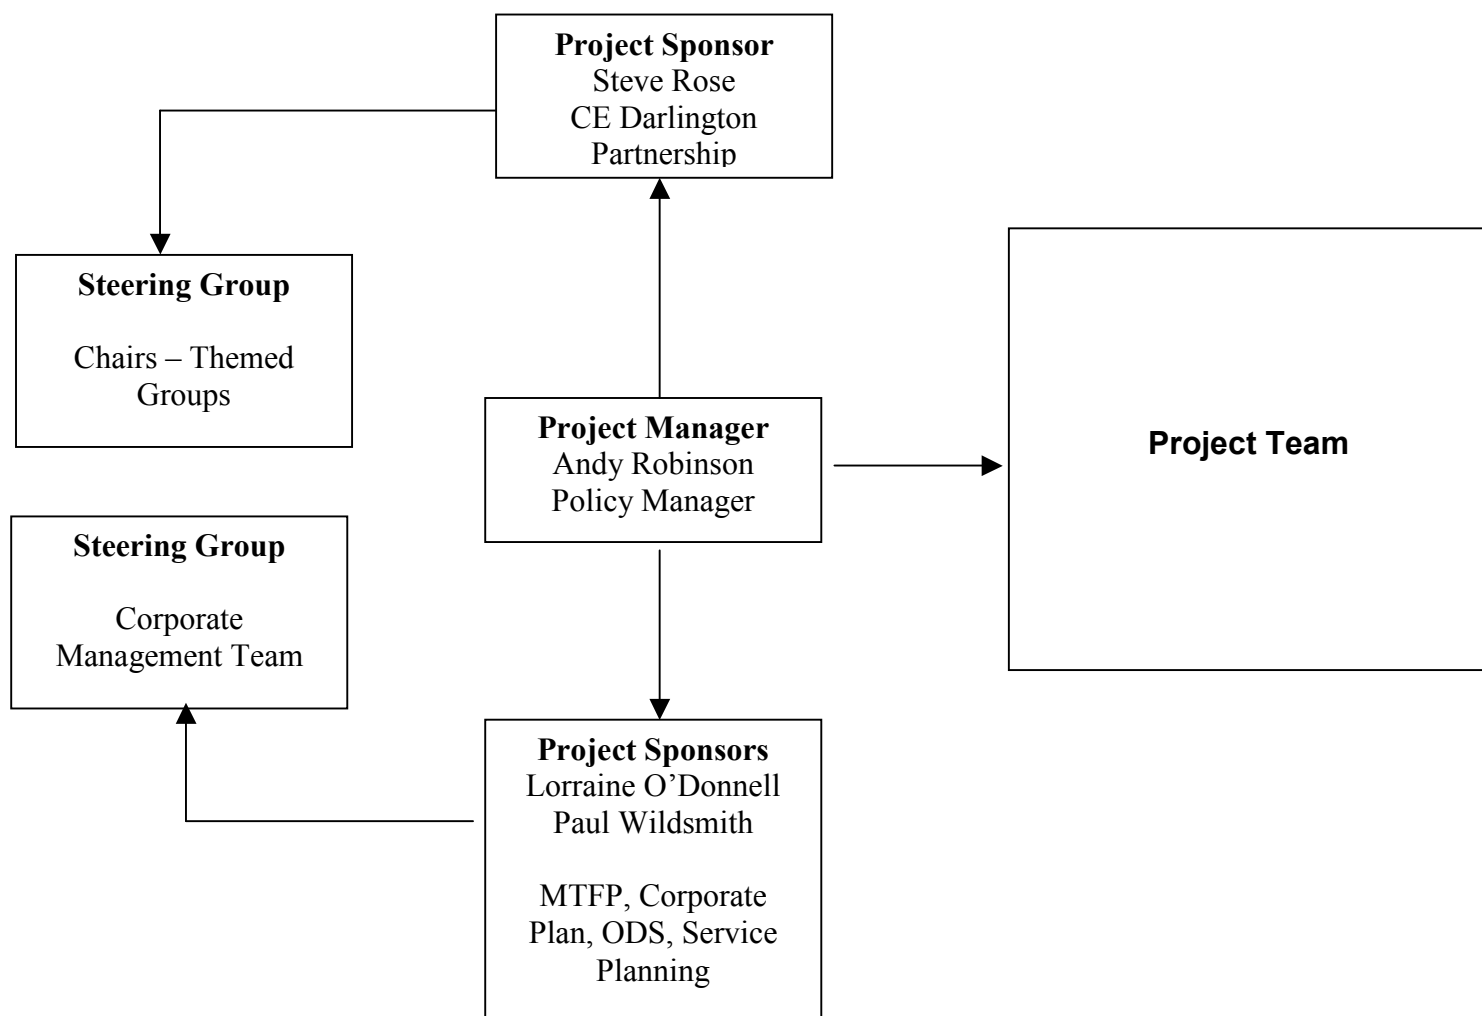 Project Sponsor
Steve Rose
CE Darlington
Partnership
Steering Group
Chairs – Themed
Groups
Project Manager
Andy Robinson
Policy Manager
Project Team
Steering Group
Corporate
Management Team
Project Sponsors
Lorraine O’Donnell
Paul Wildsmith
MTFP, Corporate
Plan, ODS, Service
Planning